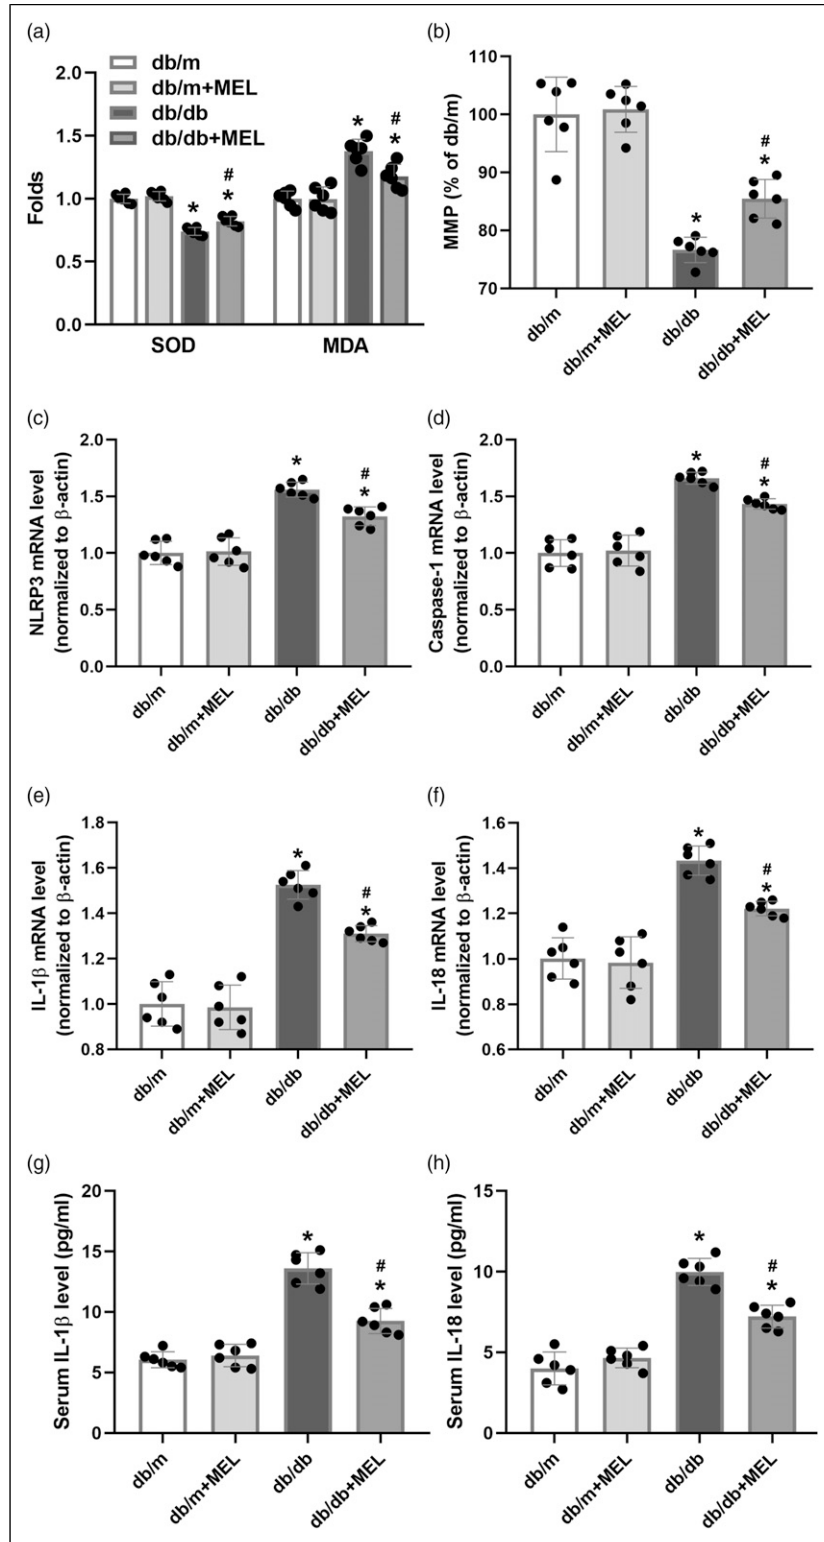 (a)
db/m
db/m+MEL
db/db
db/db+MEL
2.0
1.5
1.0
0.5
0.0
Folds
* # * * # *
SOD MDA
(b)
110
100
90
80
70
MMP (% of db/m)
* # *
db/m db/m+MEL db/db db/db+MEL
(c)
2.0
1.5
1.0
0.5
0.0
NLRP3 mRNA level
(normalized to β-actin)
* # *
db/m db/m+MEL db/db db/db+MEL
(d)
2.0
1.5
1.0
0.5
0.0
Caspase-1 mRNA level
(normalized to β-actin)
* # *
db/m db/m+MEL db/db db/db+MEL
(e)
1.8
1.6
1.4
1.2
1.0
0.8
IL-1β mRNA level
(normalized to β-actin)
* # *
db/m db/m+MEL db/db db/db+MEL
(f)
1.6
1.4
1.2
1.0
0.8
0.6
IL-18 mRNA level
(normalized to β-actin)
* # *
db/m db/m+MEL db/db db/db+MEL
(g)
20
15
10
5
0
Serum IL-1β level (pg/ml)
* # *
db/m db/m+MEL db/db db/db+MEL
(h)
15
10
5
0
Serum IL-18 level (pg/ml)
* # *
db/m db/m+MEL db/db db/db+MEL